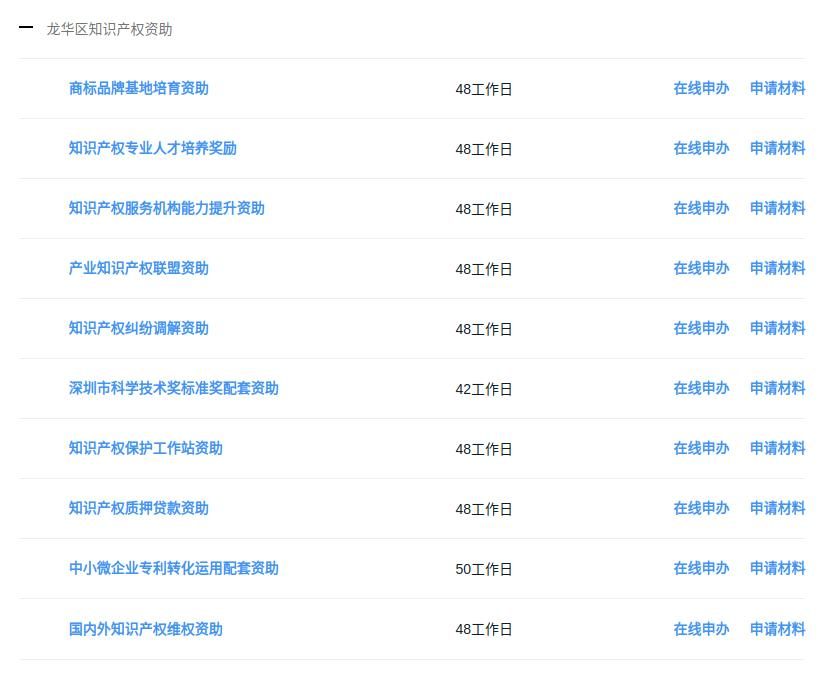 龙华区知识产权资助
商标品牌基地培育资助 48工作日 在线申办 申请材料
知识产权专业人才培养奖励 48工作日 在线申办 申请材料
知识产权服务机构能力提升资助 48工作日 在线申办 申请材料
产业知识产权联盟资助 48工作日 在线申办 申请材料
知识产权纠纷调解资助 48工作日 在线申办 申请材料
深圳市科学技术奖标准奖配套资助 42工作日 在线申办 申请材料
知识产权保护工作站资助 48工作日 在线申办 申请材料
知识产权质押贷款资助 48工作日 在线申办 申请材料
中小微企业专利转化运用配套资助 50工作日 在线申办 申请材料
国内外知识产权维权资助 48工作日 在线申办 申请材料